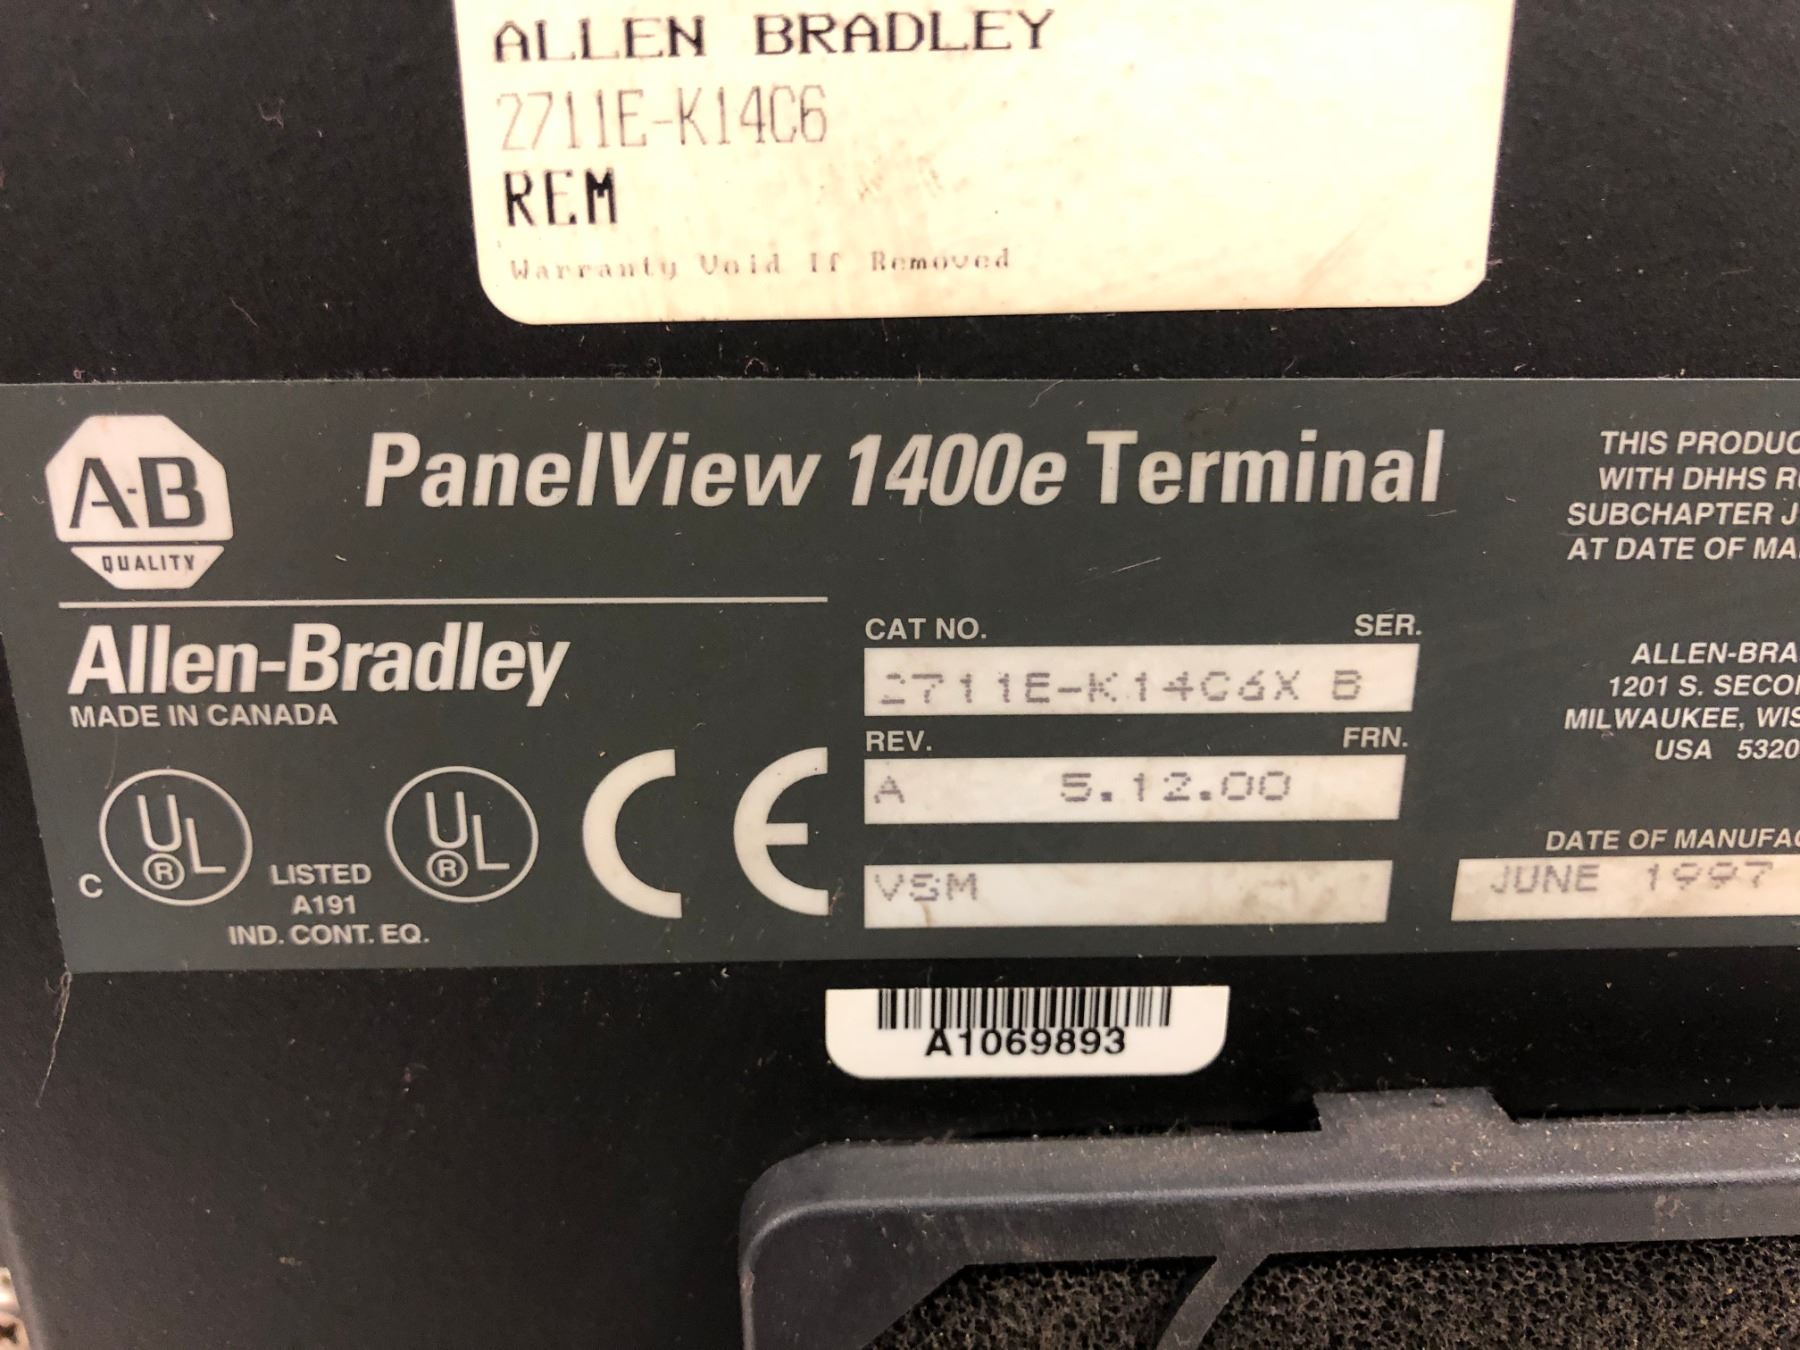 ALLEN BRADLEY
2711E-K14C6
REM
Warranty Void If Removed
A-B
QUALITY
PanelView 1400e Terminal
Allen-Bradley
MADE IN CANADA
C UL ® LISTED UL ® CE
A191
IND. CONT. EQ.
CAT NO. SER.
2711E-K14C6X B
REV. FRN.
A 5.12.00
VSM
THIS PRODUC
WITH DHHS R
SUBCHAPTER J
AT DATE OF MA
ALLEN-BRA
1201 S. SECO
MILWAUKEE, WIS
USA 5320
DATE OF MANUFAC
JUNE 1997
A1069893